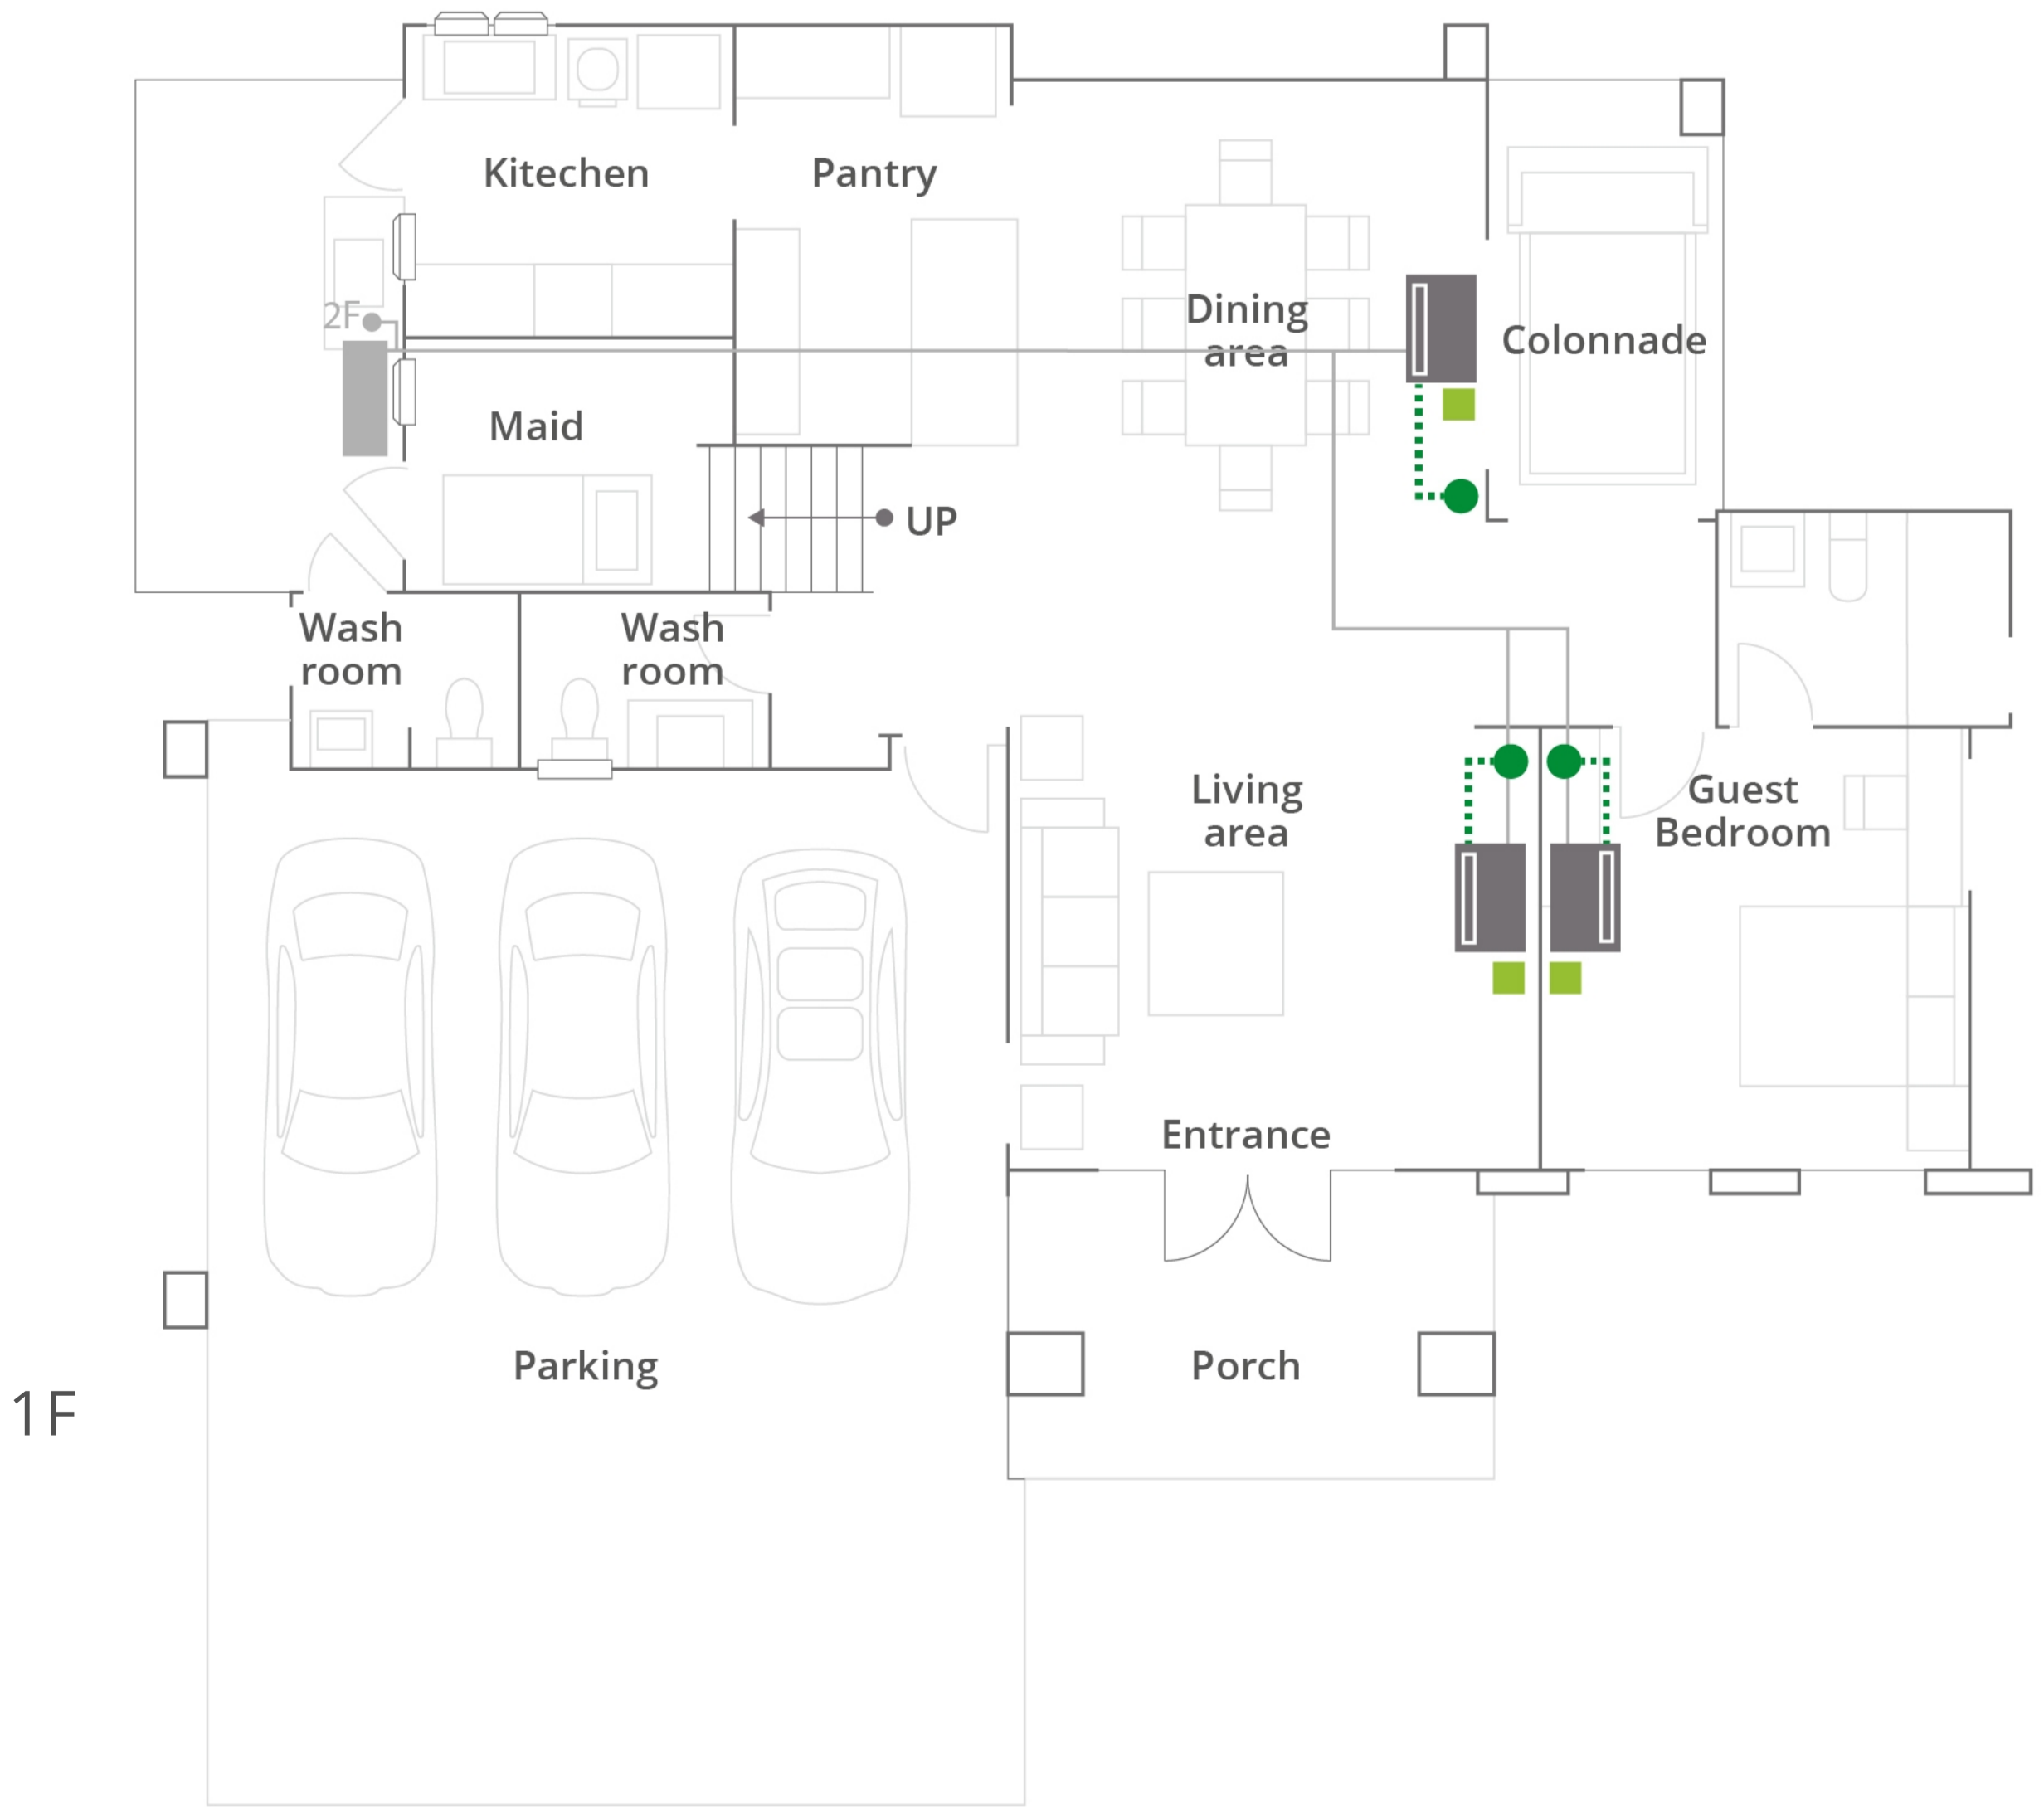 Kitechen
Pantry
2F
Dining
area
Colonnade
Maid
UP
Wash
room
Wash
room
Living
area
Guest
Bedroom
Entrance
Parking
Porch
1F